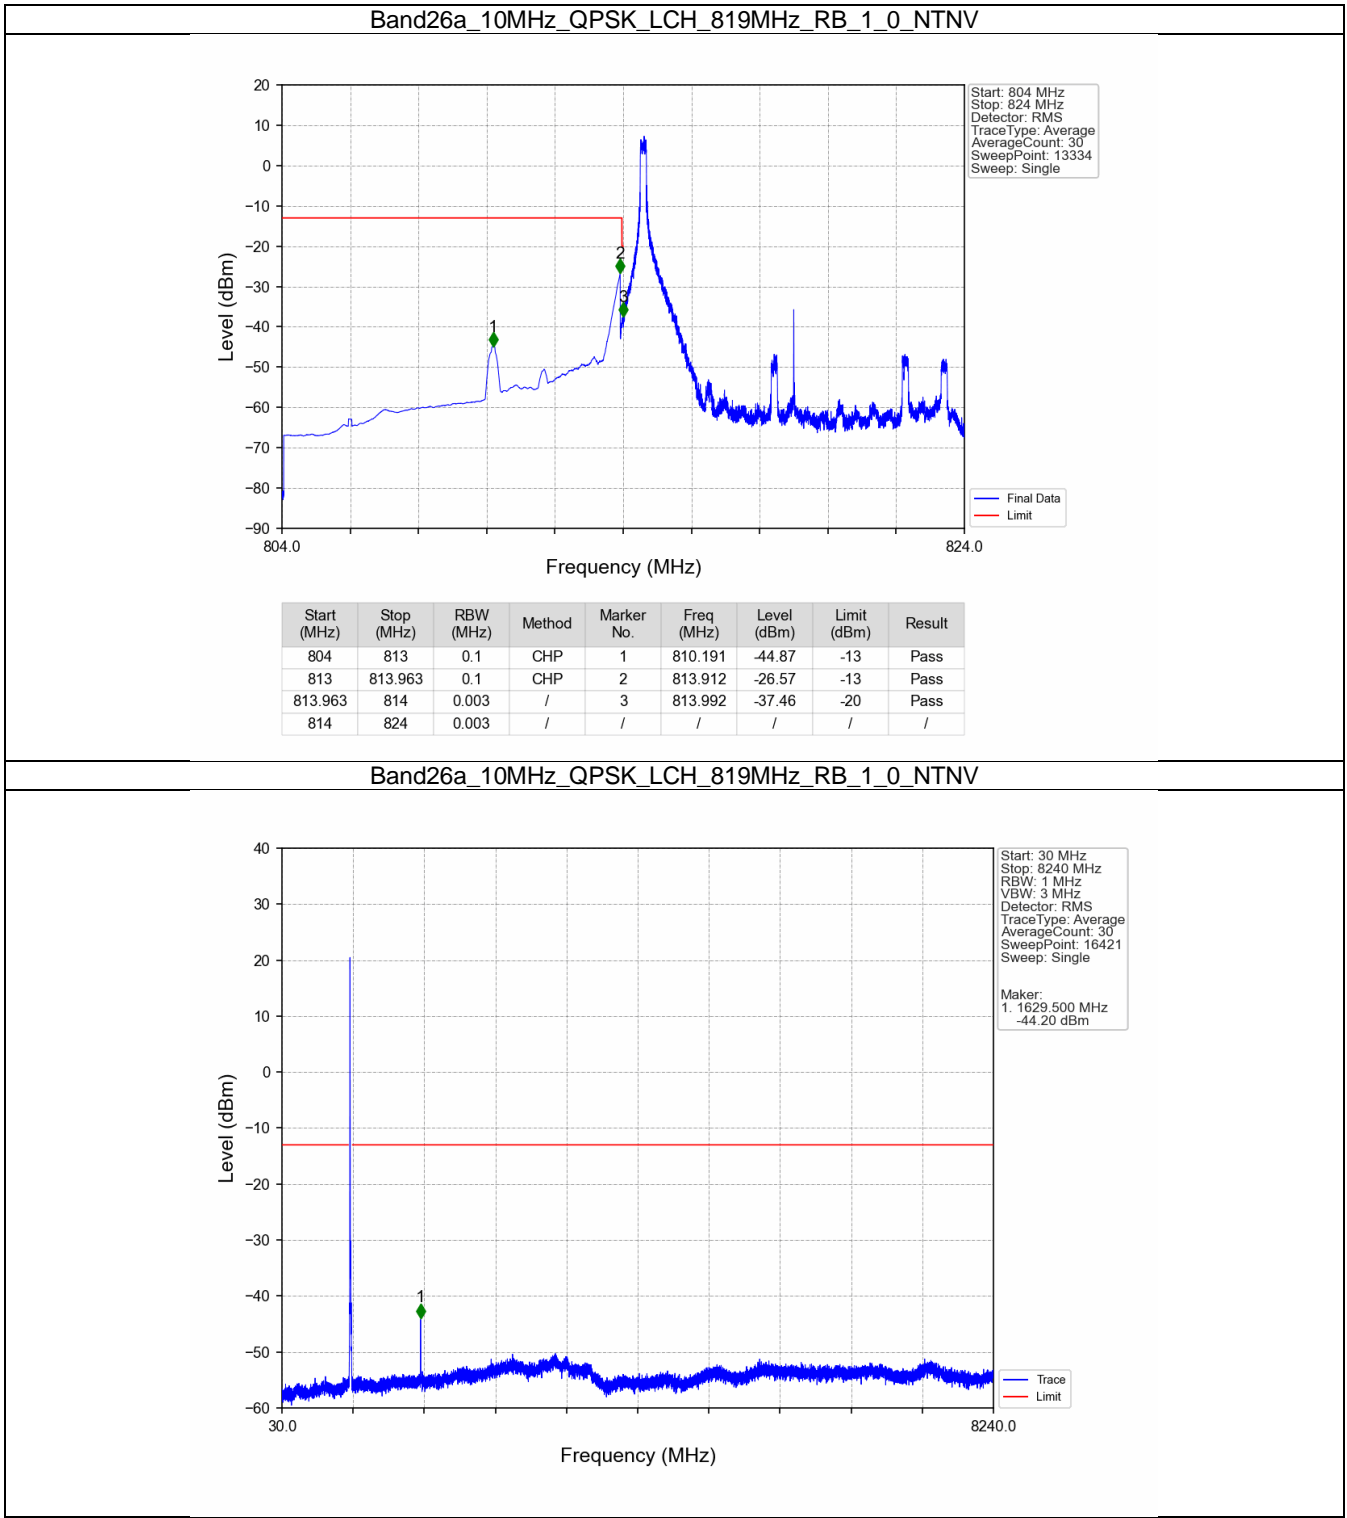 Band26a_10MHz_QPSK_LCH_819MHz_RB_1_0_NTNV
20
10
0
−10
−20
−30
−40
−50
−60
−70
−80
−90
Level (dBm)
1
2
3
804.0
824.0
Frequency (MHz)
Start: 804 MHz
Stop: 824 MHz
Detector: RMS
TraceType: Average
AverageCount: 30
SweepPoint: 13334
Sweep: Single
Final Data
Limit
Start (MHz) Stop (MHz) RBW (MHz) Method Marker No. Freq (MHz) Level (dBm) Limit (dBm) Result
804 813 0.1 CHP 1 810.191 -44.87 -13 Pass
813 813.963 0.1 CHP 2 813.912 -26.57 -13 Pass
813.963 814 0.003 / 3 813.992 -37.46 -20 Pass
814 824 0.003 / / / / / /
Band26a_10MHz_QPSK_LCH_819MHz_RB_1_0_NTNV
40
30
20
10
0
−10
−20
−30
−40
−50
−60
Level (dBm)
1
30.0
8240.0
Frequency (MHz)
Start: 30 MHz
Stop: 8240 MHz
RBW: 1 MHz
VBW: 3 MHz
Detector: RMS
TraceType: Average
AverageCount: 30
SweepPoint: 16421
Sweep: Single
Maker:
1. 1629.500 MHz
-44.20 dBm
Trace
Limit